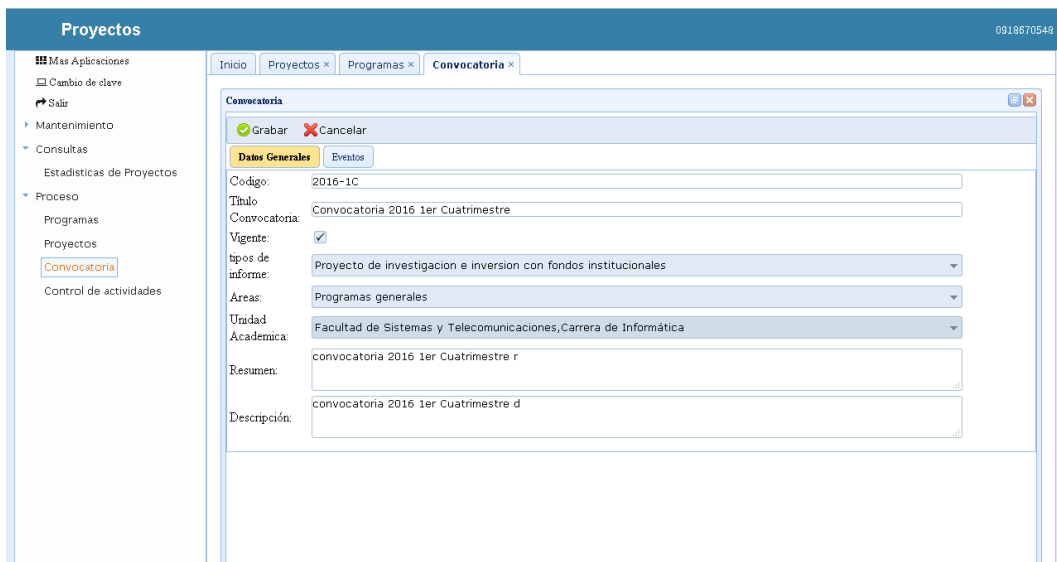 Proyectos
0918670548
Mas Aplicaciones
Cambio de clave
Salir
Mantenimiento
Consultas
Estadisticas de Proyectos
Proceso
Programas
Proyectos
Convocatoria
Control de actividades
Inicio
Proyectos ×
Programas ×
Convocatoria ×
Convocatoria
Grabar
Cancelar
Datos Generales
Eventos
Codigo:
2016-1C
Título
Convocatoria:
Convocatoria 2016 1er Cuatrimestre
Vigente:
tipos de
informe:
Proyecto de investigacion e inversion con fondos institucionales
Areas:
Programas generales
Unidad
Academica:
Facultad de Sistemas y Telecomunicaciones,Carrera de Informática
Resumen:
convocatoria 2016 1er Cuatrimestre r
Descripción:
convocatoria 2016 1er Cuatrimestre d